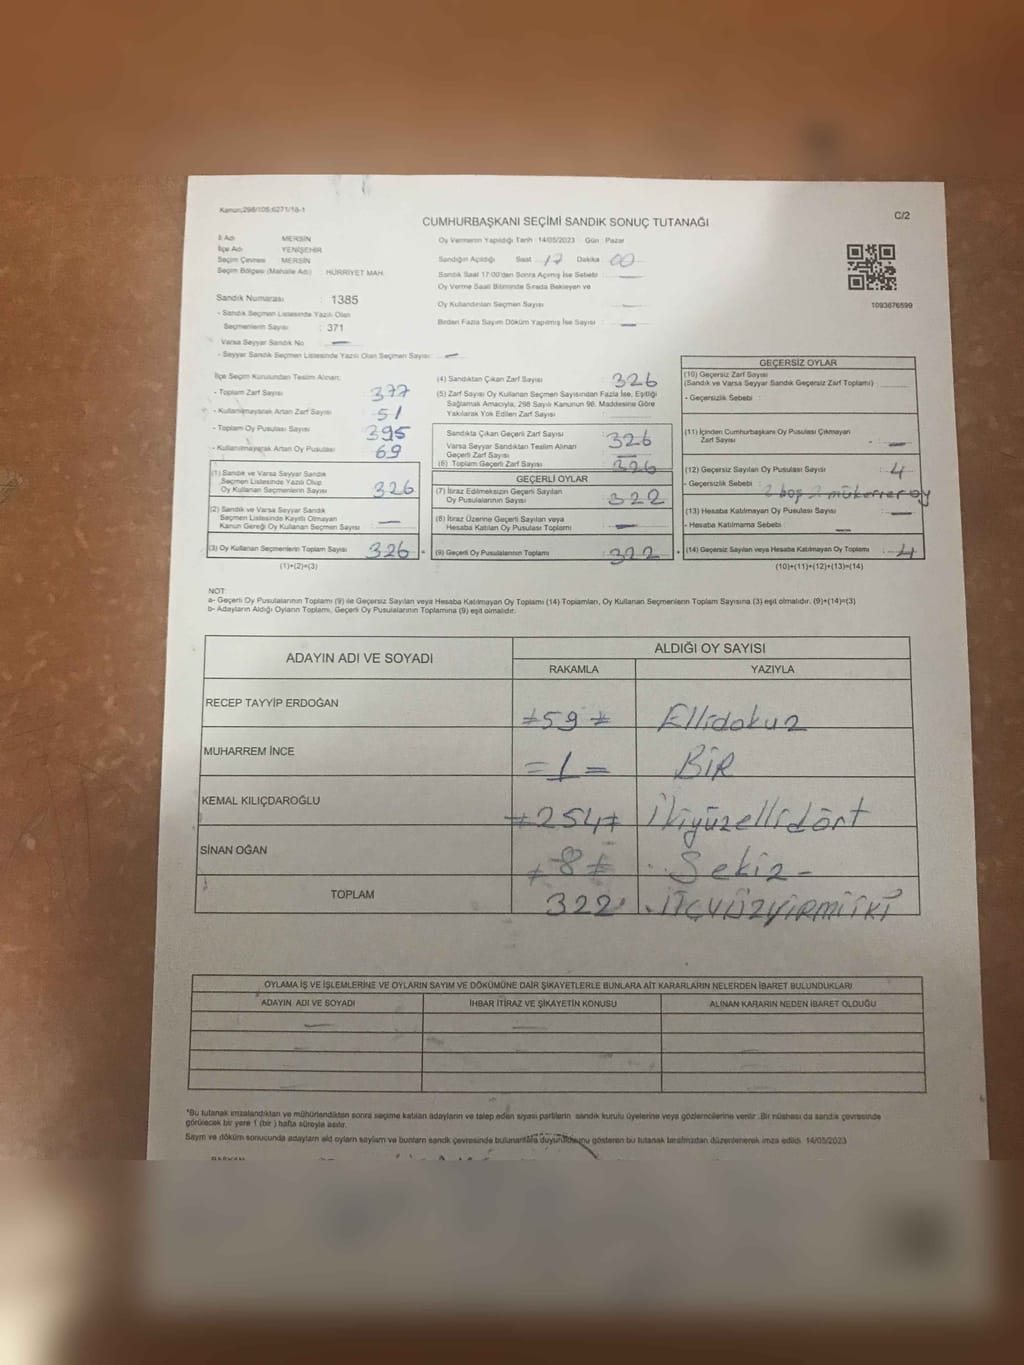 Kanun:298/105;6271/18-1
C/2
CUMHURBAŞKANI SEÇİMİ SANDIK SONUÇ TUTANAĞI
İl Adı MERSİN
İlçe Adı YENİŞEHİR
Seçim Çevresi MERSİN
Seçim Bölgesi (Mahalle Adı) HÜRRİYET MAH.
Oy Vermenin Yapıldığı Tarih : 14/05/2023 Gün : Pazar
Sandığın Açıldığı Saat 17 Dakika 00
Sandık Saat 17:00'den Sonra Açılmış İse Sebebi : —
Oy Verme Saati Bitiminde Sırada Bekleyen ve
Oy Kullandırılan Seçmen Sayısı —
Birden Fazla Sayım Döküm Yapılmış İse Sayısı : —
1093676599
Sandık Numarası : 1385
- Sandık Seçmen Listesinde Yazılı Olan
Seçmenlerin Sayısı : 371
Varsa Seyyar Sandık No —
- Seyyar Sandık Seçmen Listesinde Yazılı Olan Seçmen Sayısı: —
İlçe Seçim Kurulundan Teslim Alınan;
- Toplam Zarf Sayısı 377
- Kullanılmayarak Artan Zarf Sayısı 51
- Toplam Oy Pusulası Sayısı 395
- Kullanılmayarak Artan Oy Pusulası 69
(1) Sandık ve Varsa Seyyar Sandık
Seçmen Listesinde Yazılı Olup
Oy Kullanan Seçmenlerin Sayısı 326
(2) Sandık ve Varsa Seyyar Sandık
Seçmen Listesinde Kayıtlı Olmayan
Kanun Gereği Oy Kullanan Seçmen Sayısı —
(3) Oy Kullanan Seçmenlerin Toplam Sayısı 326
(1)+(2)=(3)
(4) Sandıktan Çıkan Zarf Sayısı 326
(5) Zarf Sayısı Oy Kullanan Seçmen Sayısından Fazla İse, Eşitliği
Sağlamak Amacıyla; 298 Sayılı Kanunun 98. Maddesine Göre
Yakılarak Yok Edilen Zarf Sayısı :
Sandıkta Çıkan Geçerli Zarf Sayısı : 326
Varsa Seyyar Sandıktan Teslim Alınan
Geçerli Zarf Sayısı : —
(6) Toplam Geçerli Zarf Sayısı : 326
GEÇERLİ OYLAR
(7) İtiraz Edilmeksizin Geçerli Sayılan
Oy Pusulalarının Sayısı : 322
(8) İtiraz Üzerine Geçerli Sayılan veya
Hesaba Katılan Oy Pusulası Toplamı : —
(9) Geçerli Oy Pusulalarının Toplamı : 322
GEÇERSİZ OYLAR
(10) Geçersiz Zarf Sayısı
(Sandık ve Varsa Seyyar Sandık Geçersiz Zarf Toplamı)
- Geçersizlik Sebebi :
(11) İçinden Cumhurbaşkanı Oy Pusulası Çıkmayan
Zarf Sayısı —
(12) Geçersiz Sayılan Oy Pusulası Sayısı : 4
- Geçersizlik Sebebi : 2 boş 2 mükerrer oy
(13) Hesaba Katılmayan Oy Pusulası Sayısı : —
- Hesaba Katılmama Sebebi : —
(14) Geçersiz Sayılan veya Hesaba Katılmayan Oy Toplamı : 4
(10)+(11)+(12)+(13)=(14)
NOT:
a- Geçerli Oy Pusulalarının Toplamı (9) ile Geçersiz Sayılan veya Hesaba Katılmayan Oy Toplamı (14) Toplamları, Oy Kullanan Seçmenlerin Toplam Sayısına (3) eşit olmalıdır. (9)+(14)=(3)
b- Adayların Aldığı Oyların Toplamı, Geçerli Oy Pusulalarının Toplamına (9) eşit olmalıdır.
ADAYIN ADI VE SOYADI
ALDIĞI OY SAYISI
RAKAMLA YAZIYLA
RECEP TAYYİP ERDOĞAN ≠59≠ Ellidokuz
MUHARREM İNCE =1= BİR
KEMAL KILIÇDAROĞLU ≠254≠ İkiyüzellidört
SİNAN OĞAN ≠8≠ Sekiz-
TOPLAM 322 ÜÇYÜZYİRMİİKİ
OYLAMA İŞ VE İŞLEMLERİNE VE OYLARIN SAYIM VE DÖKÜMÜNE DAİR ŞİKAYETLERLE BUNLARA AİT KARARLARIN NELERDEN İBARET BULUNDUKLARI
ADAYIN ADI VE SOYADI İHBAR İTİRAZ VE ŞİKAYETİN KONUSU ALINAN KARARIN NEDEN İBARET OLDUĞU
*Bu tutanak imzalandıktan ve mühürlendikten sonra seçime katılan adayların ve talep eden siyasi partilerin sandık kurulu üyelerine veya gözlemcilerine verilir. Bir nüshası da sandık çevresinde
görülecek bir yere 1 (bir) hafta süreyle asılır.
Sayım ve döküm sonucunda adayların aldığı oyların sayıları ve bunların sandık çevresinde bulunanlara duyurulduğunu gösteren bu tutanak tarafımızdan düzenlenerek imza edildi. 14/05/2023